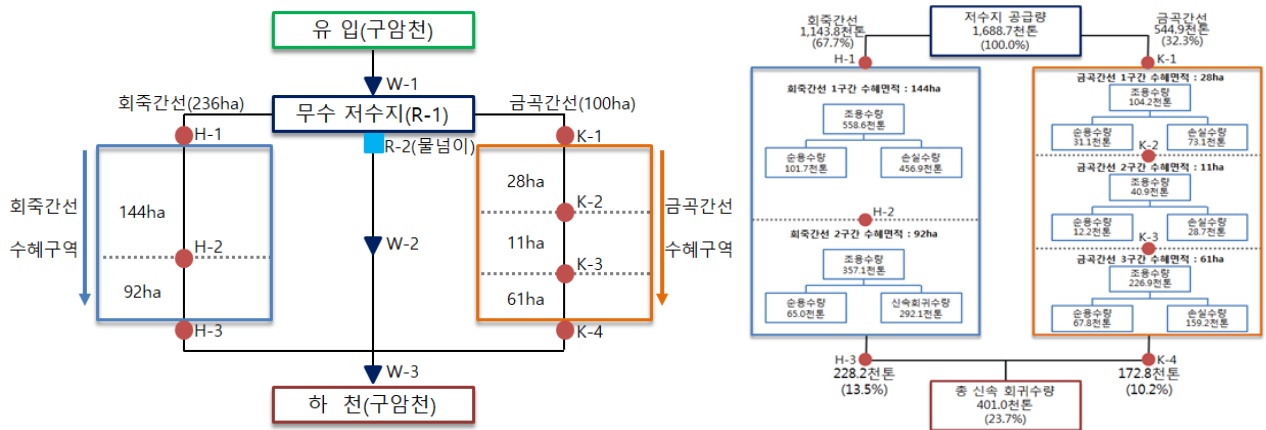 유 입(구암천)
W-1
회죽간선(236ha)
무수 저수지(R-1)
금곡간선(100ha)
H-1
R-2(물넘이)
K-1
회죽간선
수혜구역
144ha
H-2
92ha
H-3
W-2
28ha
K-2
11ha
K-3
61ha
K-4
금곡간선
수혜구역
W-3
하 천(구암천)
회죽간선
1,143.8천톤
(67.7%)
H-1
저수지 공급량
1,688.7천톤
(100.0%)
금곡간선
544.9천톤
(32.3%)
K-1
회죽간선 1구간 수혜면적 : 144ha
조용수량
558.6천톤
순용수량
101.7천톤
손실수량
456.9천톤
H-2
회죽간선 2구간 수혜면적 : 92ha
조용수량
357.1천톤
순용수량
65.0천톤
신속회귀수량
292.1천톤
금곡간선 1구간 수혜면적 : 28ha
조용수량
104.2천톤
순용수량
31.1천톤
손실수량
73.1천톤
K-2
금곡간선 2구간 수혜면적 : 11ha
조용수량
40.9천톤
순용수량
12.2천톤
손실수량
28.7천톤
K-3
금곡간선 3구간 수혜면적 : 61ha
조용수량
226.9천톤
순용수량
67.8천톤
손실수량
159.2천톤
H-3
228.2천톤
(13.5%)
K-4
172.8천톤
(10.2%)
총 신속 회귀수량
401.0천톤
(23.7%)